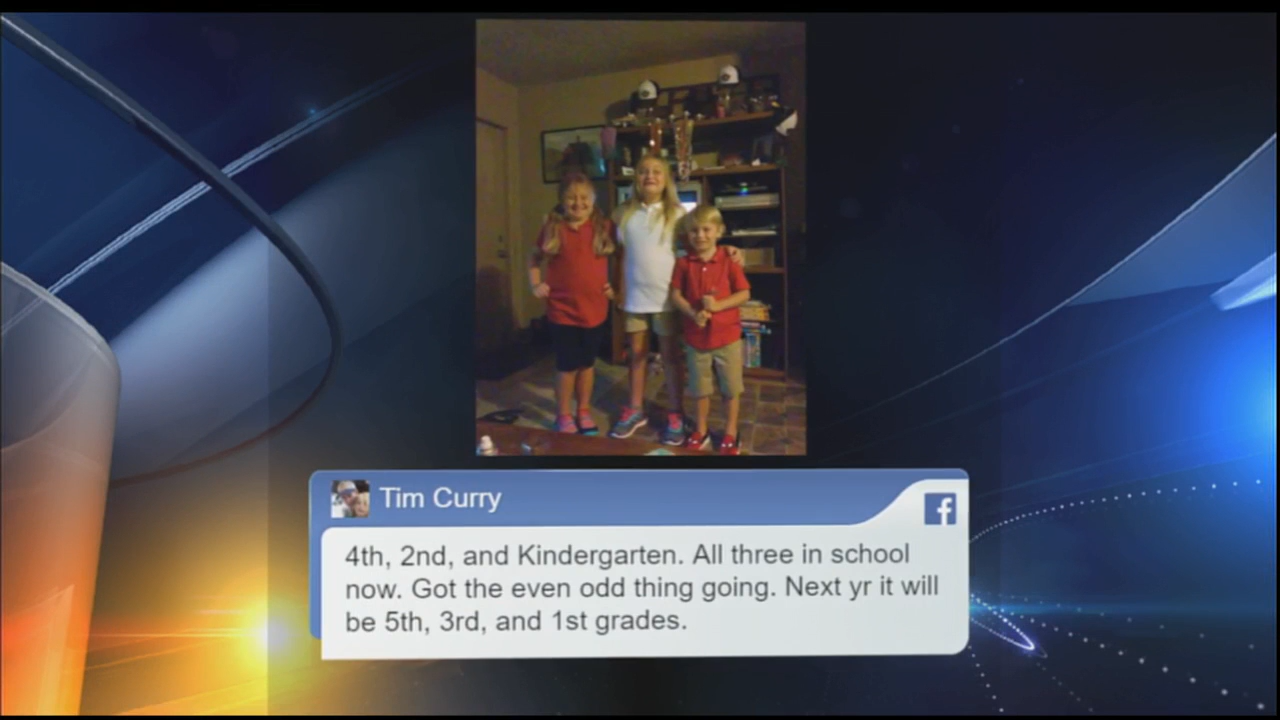 Tim Curry
4th, 2nd, and Kindergarten. All three in school
now. Got the even odd thing going. Next yr it will
be 5th, 3rd, and 1st grades.